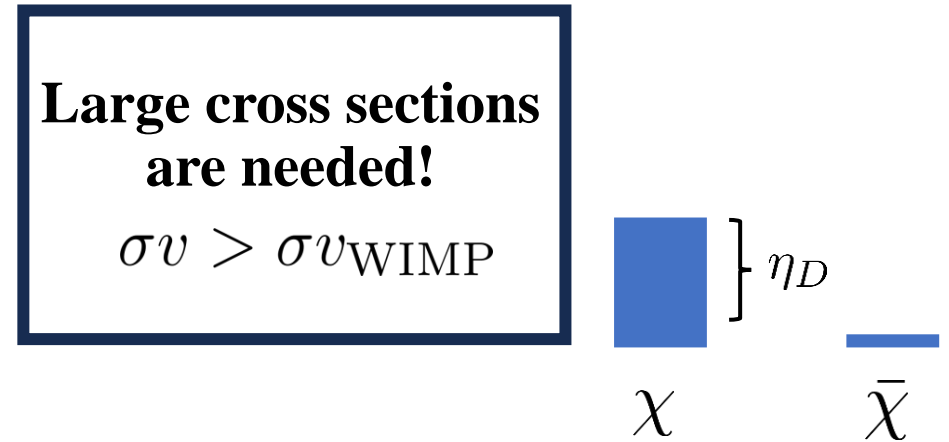 Large cross sections
are needed!
σv > σv_WIMP
η_D
χ
χ̄